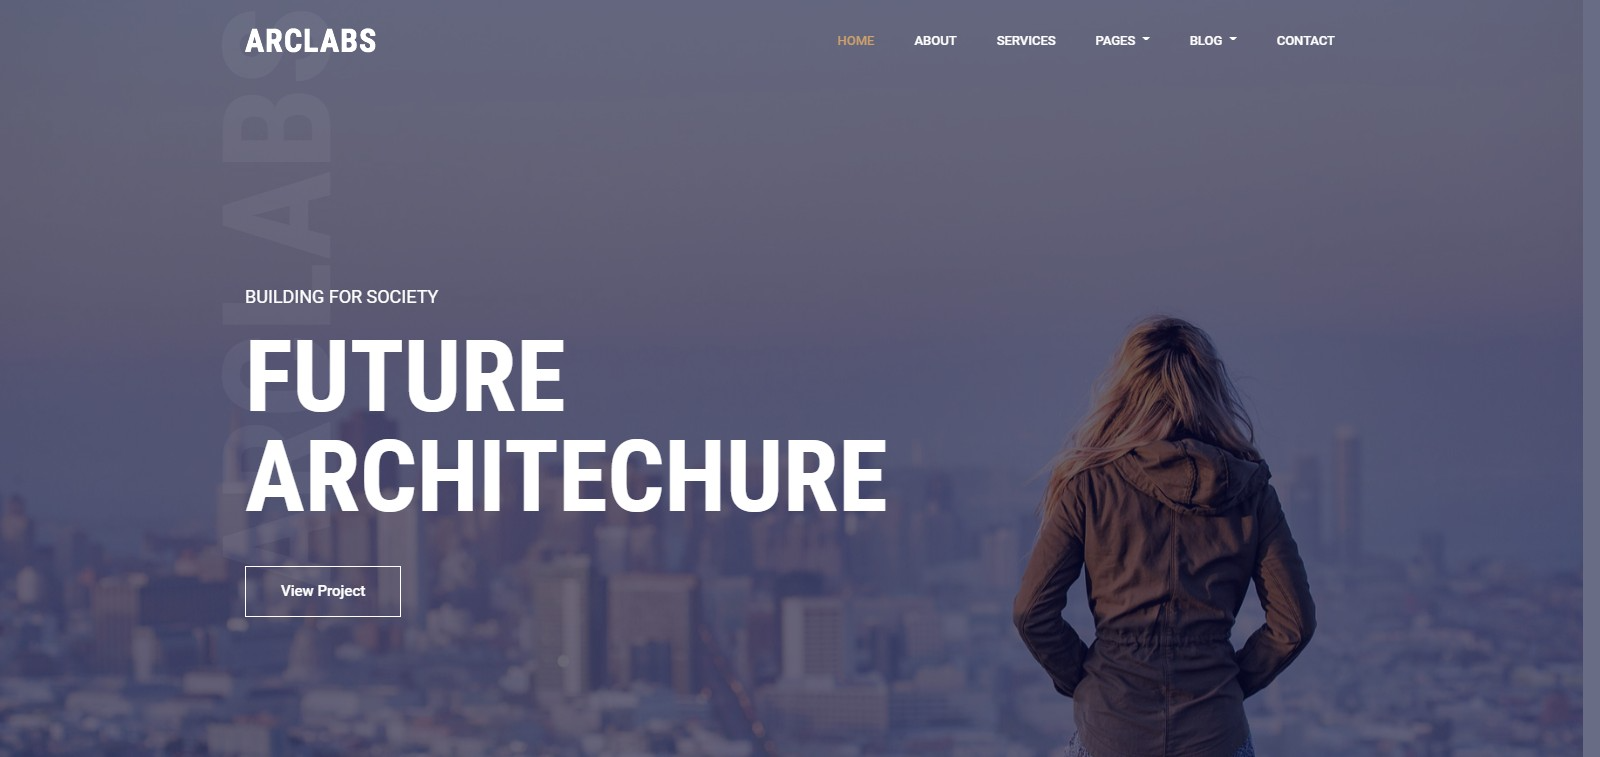 ARCLABS
HOME ABOUT SERVICES PAGES BLOG CONTACT
ARCLABS
BUILDING FOR SOCIETY
FUTURE
ARCHITECHURE
View Project